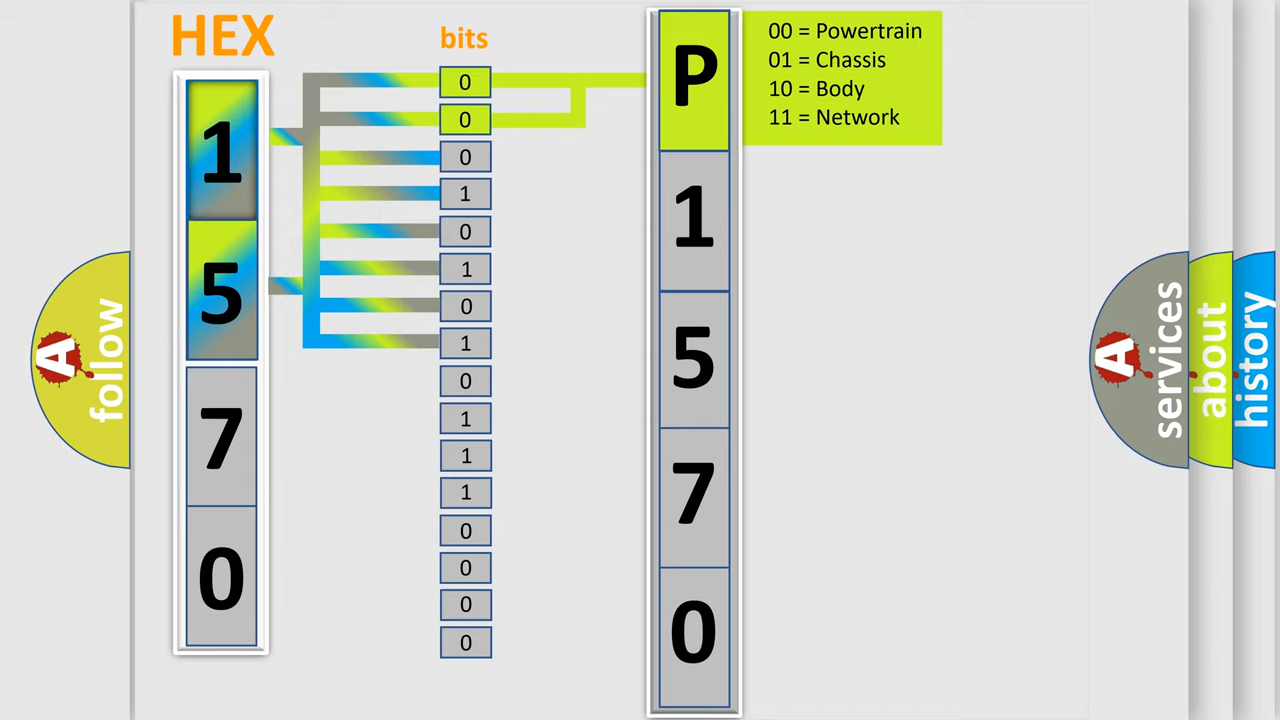 HEX
bits
1
5
7
0
0
0
0
1
0
1
0
1
0
1
1
1
0
0
0
0
P
1
5
7
0
00 = Powertrain
01 = Chassis
10 = Body
11 = Network
A follow
A services
about
history